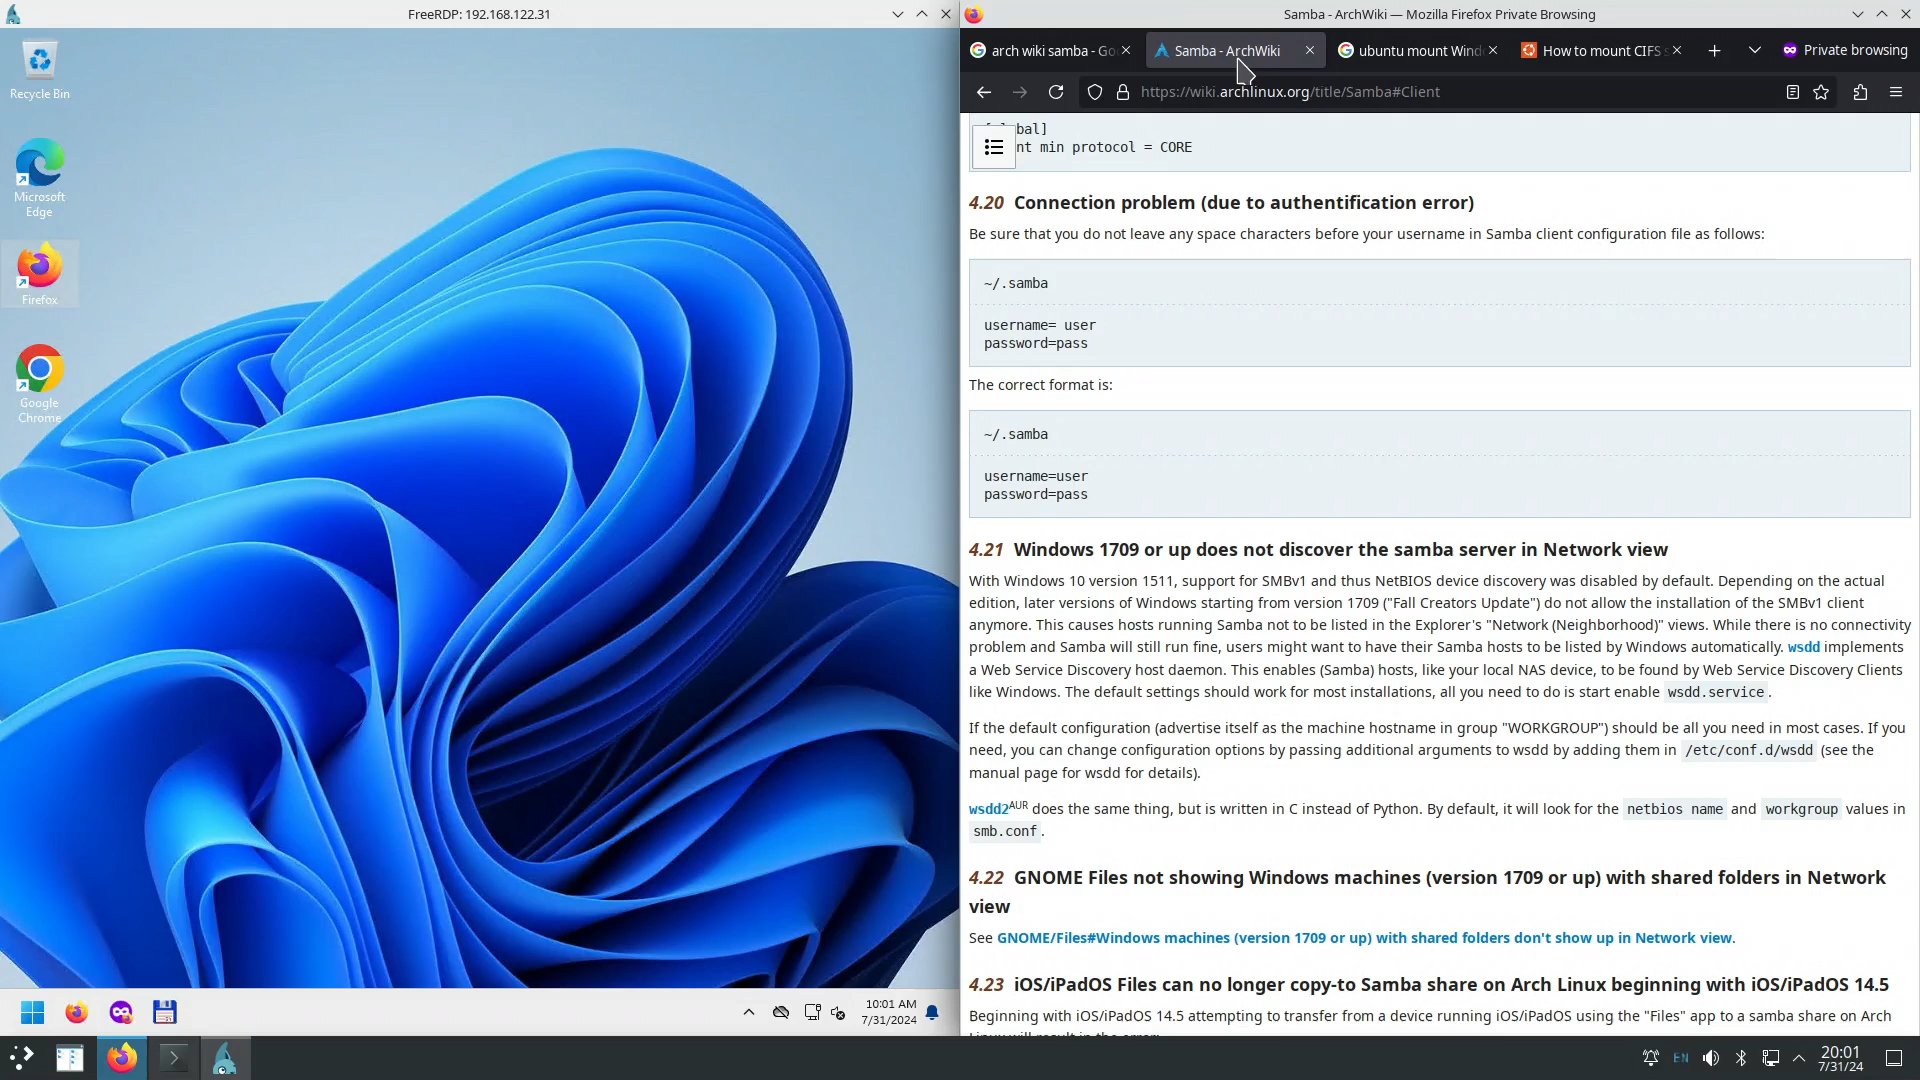 FreeRDP: 192.168.122.31
Recycle Bin
Microsoft
Edge
Firefox
Google
Chrome
10:01 AM
7/31/2024
Samba - ArchWiki — Mozilla Firefox Private Browsing
arch wiki samba - Go
Samba - ArchWiki
ubuntu mount Wind
How to mount CIFS
Private browsing
https://wiki.archlinux.org/title/Samba#Client
min protocol = CORE
4.20 Connection problem (due to authentification error)
Be sure that you do not leave any space characters before your username in Samba client configuration file as follows:
~/.samba
username= user
password=pass
The correct format is:
~/.samba
username=user
password=pass
4.21 Windows 1709 or up does not discover the samba server in Network view
With Windows 10 version 1511, support for SMBv1 and thus NetBIOS device discovery was disabled by default. Depending on the actual
edition, later versions of Windows starting from version 1709 ("Fall Creators Update") do not allow the installation of the SMBv1 client
anymore. This causes hosts running Samba not to be listed in the Explorer's "Network (Neighborhood)" views. While there is no connectivity
problem and Samba will still run fine, users might want to have their Samba hosts to be listed by Windows automatically. wsdd implements
a Web Service Discovery host daemon. This enables (Samba) hosts, like your local NAS device, to be found by Web Service Discovery Clients
like Windows. The default settings should work for most installations, all you need to do is start enable wsdd.service.
If the default configuration (advertise itself as the machine hostname in group "WORKGROUP") should be all you need in most cases. If you
need, you can change configuration options by passing additional arguments to wsdd by adding them in /etc/conf.d/wsdd (see the
manual page for wsdd for details).
wsdd2AUR does the same thing, but is written in C instead of Python. By default, it will look for the netbios name and workgroup values in
smb.conf.
4.22 GNOME Files not showing Windows machines (version 1709 or up) with shared folders in Network
view
See GNOME/Files#Windows machines (version 1709 or up) with shared folders don't show up in Network view.
4.23 iOS/iPadOS Files can no longer copy-to Samba share on Arch Linux beginning with iOS/iPadOS 14.5
Beginning with iOS/iPadOS 14.5 attempting to transfer from a device running iOS/iPadOS using the "Files" app to a samba share on Arch
EN
20:01
7/31/24